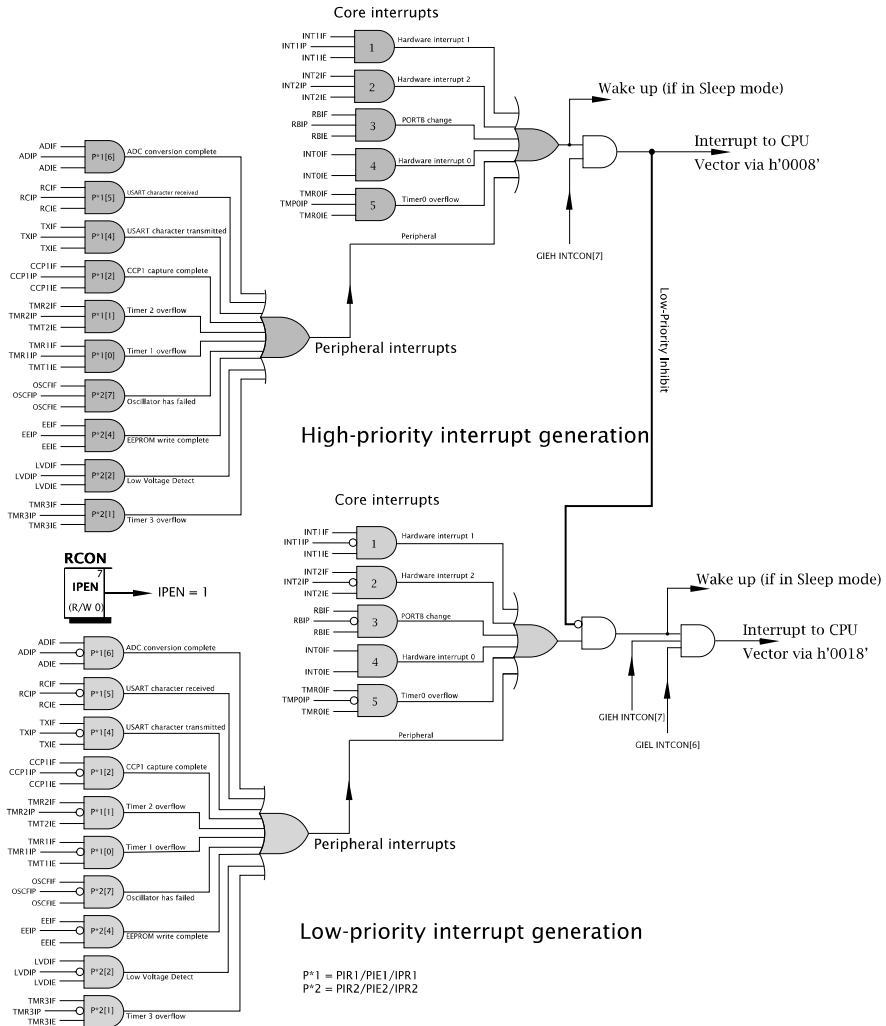 Core interrupts
INT1IF
INT1IP
INT1IE
1
Hardware interrupt 1
INT2IF
INT2IP
INT2IE
2
Hardware interrupt 2
RBIF
RBIP
RBIE
3
PORTB change
INT0IF
INT0IE
4
Hardware interrupt 0
TMR0IF
TMP0IP
TMR0IE
5
Timer0 overflow
Peripheral
Wake up (if in Sleep mode)
Interrupt to CPU
Vector via h'0008'
GIEH INTCON[7]
Low-Priority Inhibit
ADIF
ADIP
ADIE
P*1[6]
ADC conversion complete
RCIF
RCIP
RCIE
P*1[5]
USART character received
TXIF
TXIP
TXIE
P*1[4]
USART character transmitted
CCP1IF
CCP1IP
CCP1IE
P*1[2]
CCP1 capture complete
TMR2IF
TMR2IP
TMT2IE
P*1[1]
Timer 2 overflow
TMR1IF
TMR1IP
TMT1IE
P*1[0]
Timer 1 overflow
OSCFIF
OSCFIP
OSCFIE
P*2[7]
Oscillator has failed
EEIF
EEIP
EEIE
P*2[4]
EEPROM write complete
LVDIF
LVDIP
LVDIE
P*2[2]
Low Voltage Detect
TMR3IF
TMR3IP
TMR3IE
P*2[1]
Timer 3 overflow
Peripheral interrupts
High-priority interrupt generation
RCON
7
IPEN
(R/W 0)
IPEN = 1
Core interrupts
INT1IF
INT1IP
INT1IE
1
Hardware interrupt 1
INT2IF
INT2IP
INT2IE
2
Hardware interrupt 2
RBIF
RBIP
RBIE
3
PORTB change
INT0IF
INT0IE
4
Hardware interrupt 0
TMR0IF
TMP0IP
TMR0IE
5
Timer0 overflow
Peripheral
Wake up (if in Sleep mode)
Interrupt to CPU
Vector via h'0018'
GIEH INTCON[7]
GIEL INTCON[6]
ADIF
ADIP
ADIE
P*1[6]
ADC conversion complete
RCIF
RCIP
RCIE
P*1[5]
USART character received
TXIF
TXIP
TXIE
P*1[4]
USART character transmitted
CCP1IF
CCP1IP
CCP1IE
P*1[2]
CCP1 capture complete
TMR2IF
TMR2IP
TMT2IE
P*1[1]
Timer 2 overflow
TMR1IF
TMR1IP
TMT1IE
P*1[0]
Timer 1 overflow
OSCFIF
OSCFIP
OSCFIE
P*2[7]
Oscillator has failed
EEIF
EEIP
EEIE
P*2[4]
EEPROM write complete
LVDIF
LVDIP
LVDIE
P*2[2]
Low Voltage Detect
TMR3IF
TMR3IP
TMR3IE
P*2[1]
Timer 3 overflow
Peripheral interrupts
Low-priority interrupt generation
P*1 = PIR1/PIE1/IPR1
P*2 = PIR2/PIE2/IPR2